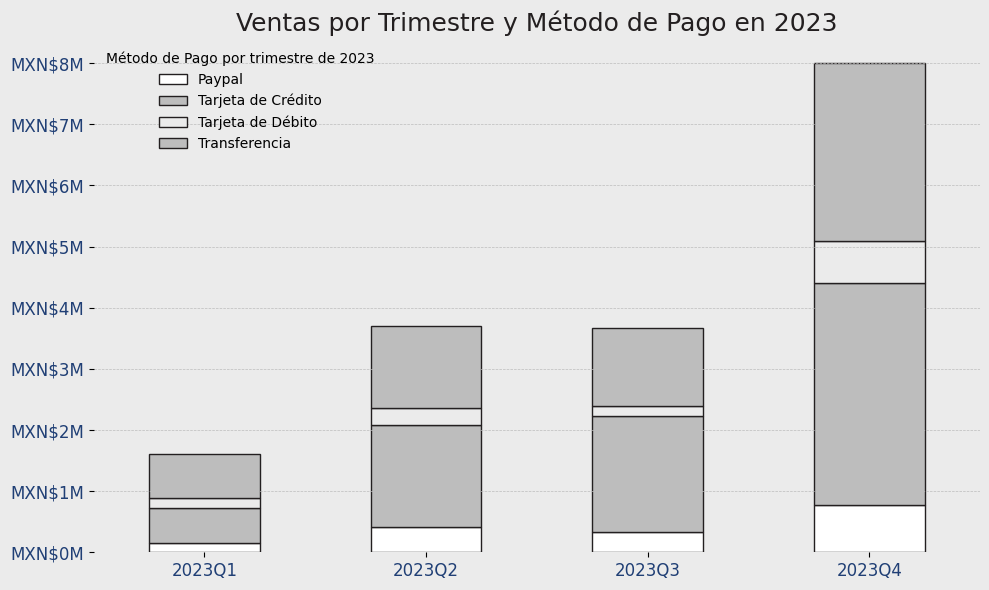 Ventas por Trimestre y Método de Pago en 2023
Método de Pago por trimestre de 2023
Paypal
Tarjeta de Crédito
Tarjeta de Débito
Transferencia
MXN$8M
MXN$7M
MXN$6M
MXN$5M
MXN$4M
MXN$3M
MXN$2M
MXN$1M
MXN$0M
2023Q1
2023Q2
2023Q3
2023Q4